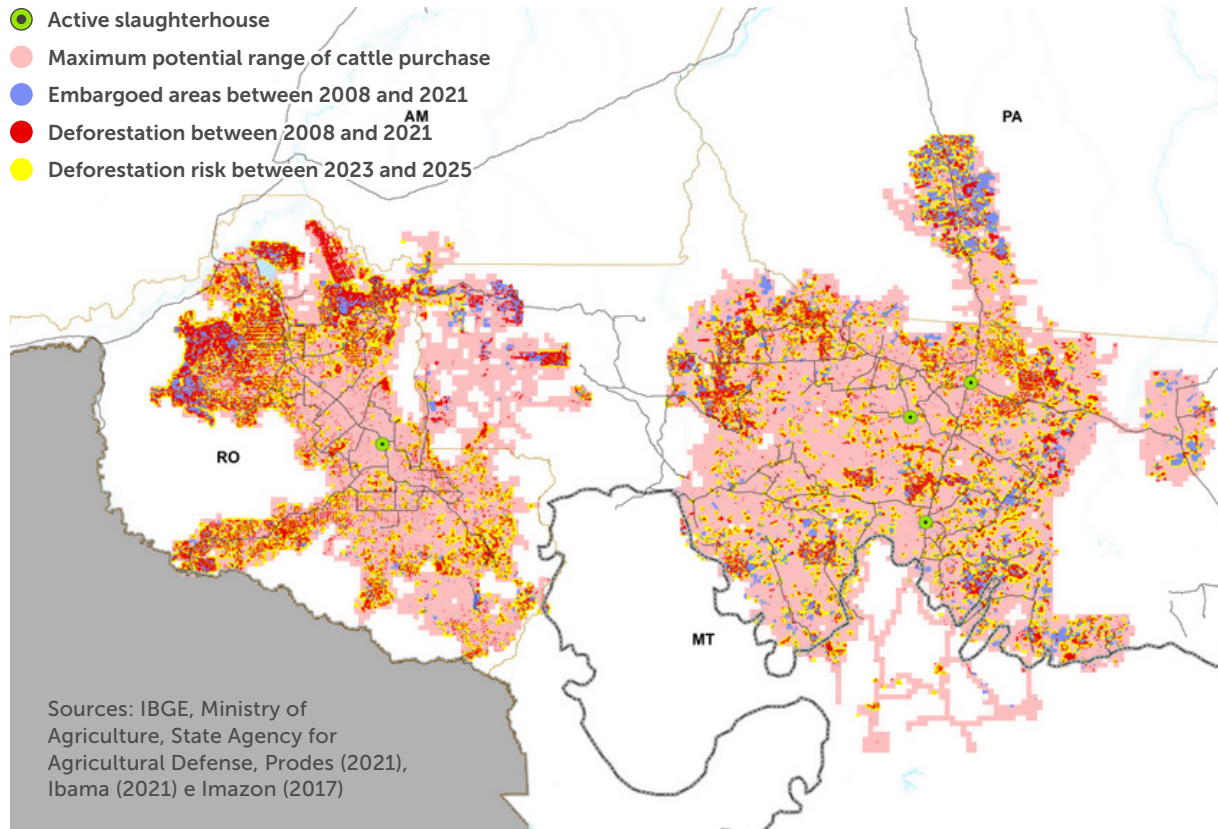 Active slaughterhouse
Maximum potential range of cattle purchase
Embargoed areas between 2008 and 2021
AM
PA
Deforestation between 2008 and 2021
Deforestation risk between 2023 and 2025
RO
MT
Sources: IBGE, Ministry of
Agriculture, State Agency for
Agricultural Defense, Prodes (2021),
Ibama (2021) e Imazon (2017)